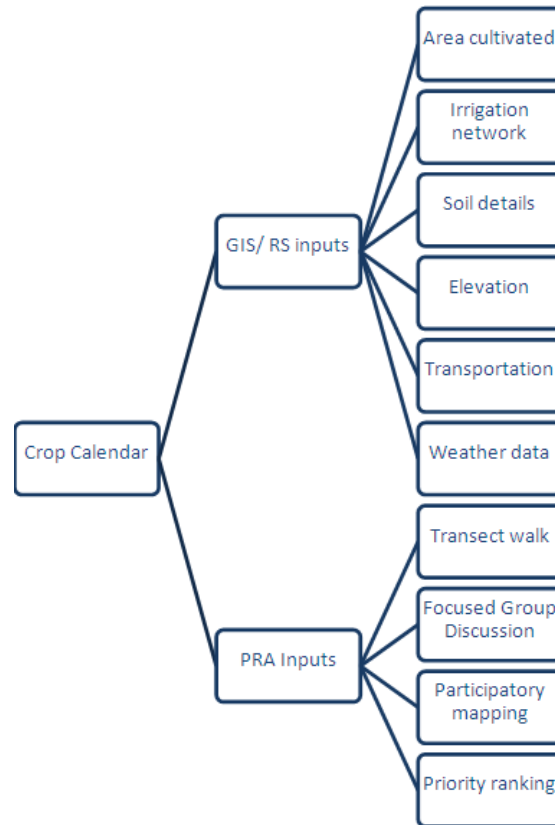 Area cultivated
Irrigation
network
Soil details
GIS/ RS inputs
Elevation
Transportation
Crop Calendar
Weather data
Transect walk
Focused Group
Discussion
PRA Inputs
Participatory
mapping
Priority ranking